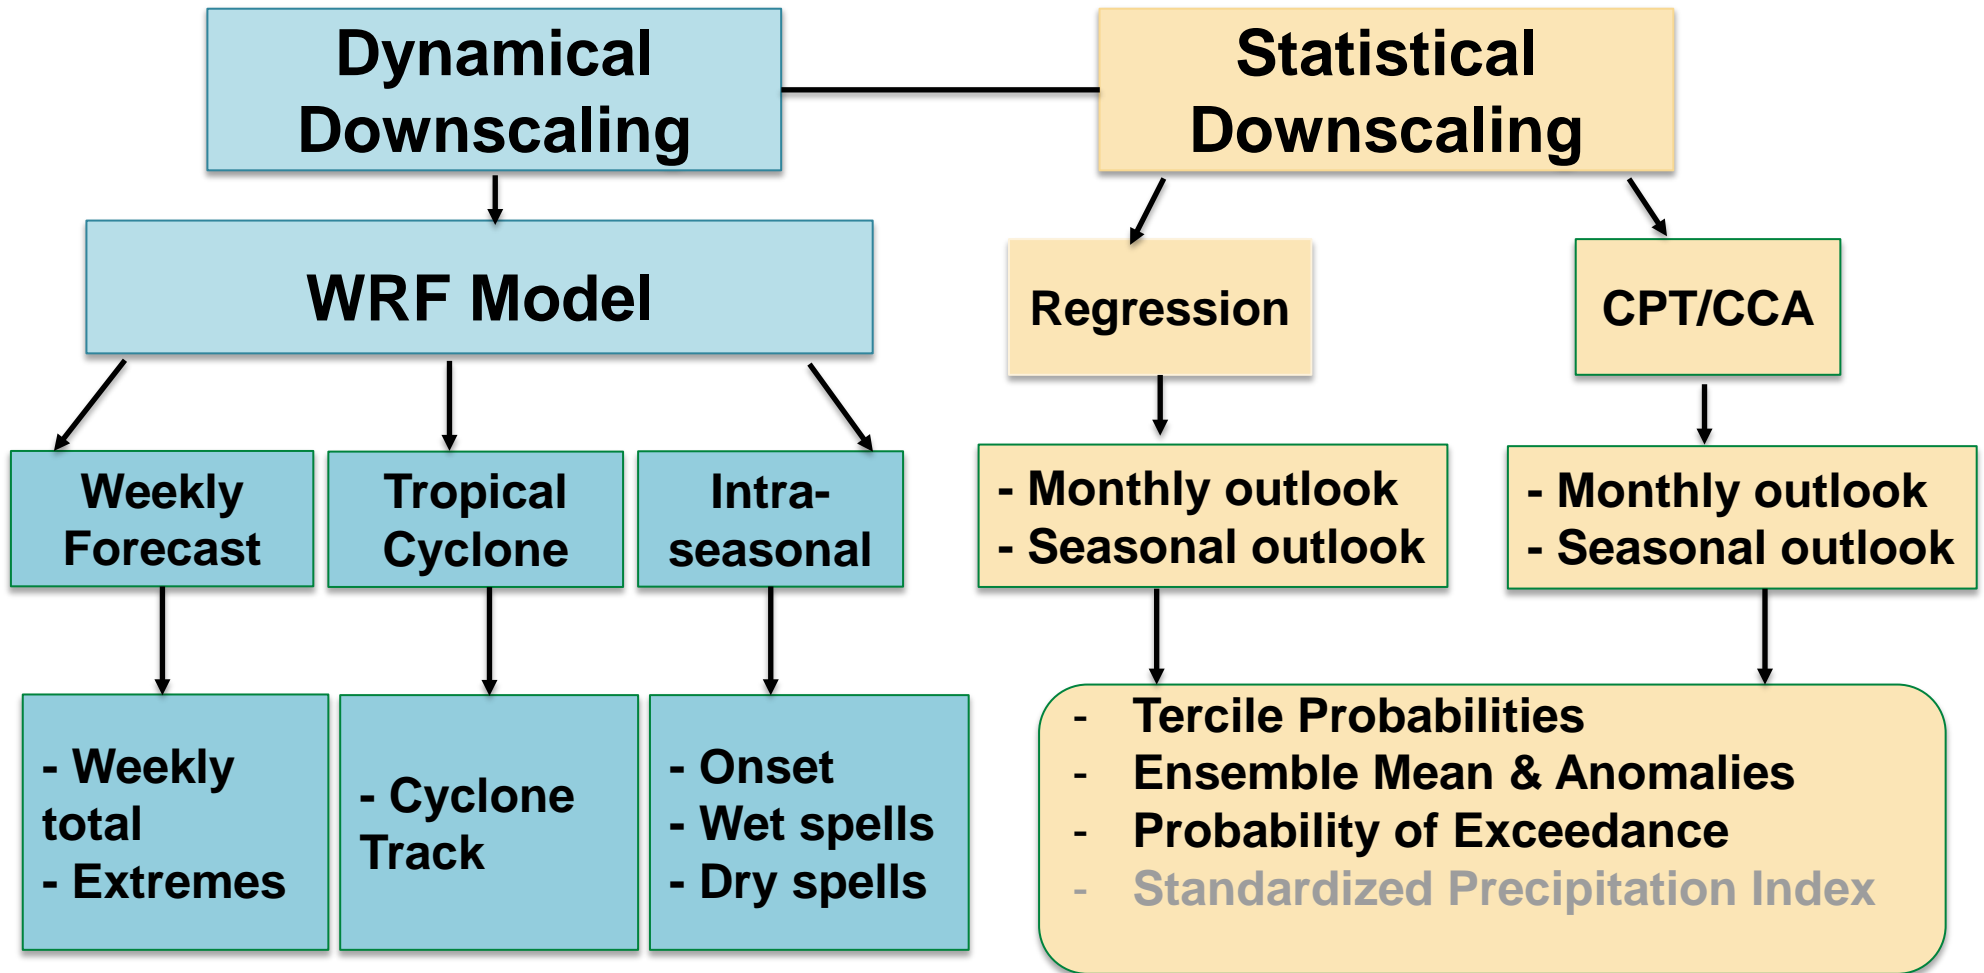 Dynamical
Downscaling
Statistical
Downscaling
WRF Model
Regression
CPT/CCA
Weekly
Forecast
Tropical
Cyclone
Intra-
seasonal
- Monthly outlook
- Seasonal outlook
- Monthly outlook
- Seasonal outlook
- Weekly
total
- Extremes
- Cyclone
Track
- Onset
- Wet spells
- Dry spells
- Tercile Probabilities
- Ensemble Mean & Anomalies
- Probability of Exceedance
- Standardized Precipitation Index